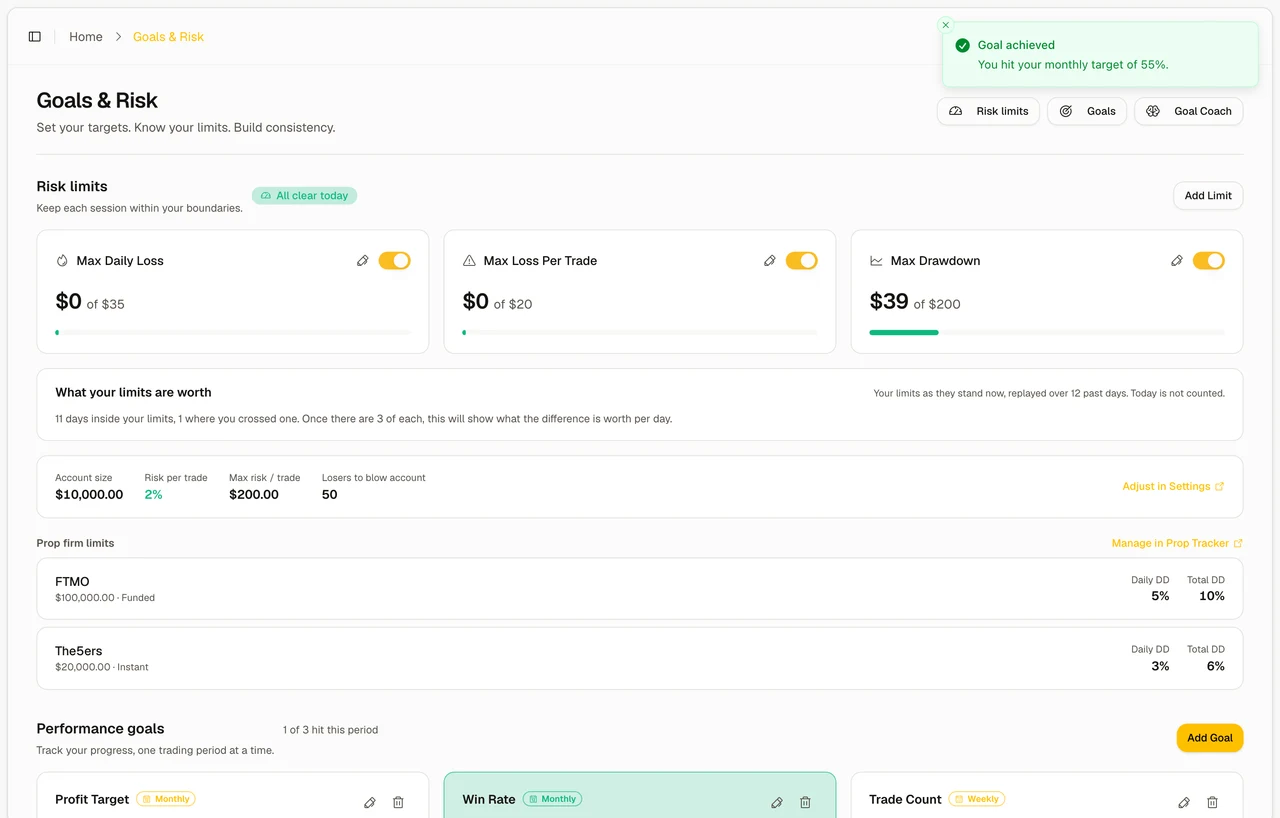 Home > Goals & Risk
Goal achieved
You hit your monthly target of 55%.
Goals & Risk
Set your targets. Know your limits. Build consistency.
Risk limits
Goals
Goal Coach
Risk limits
All clear today
Keep each session within your boundaries.
Add Limit
Max Daily Loss
$0 of $35
Max Loss Per Trade
$0 of $20
Max Drawdown
$39 of $200
What your limits are worth
Your limits as they stand now, replayed over 12 past days. Today is not counted.
11 days inside your limits, 1 where you crossed one. Once there are 3 of each, this will show what the difference is worth per day.
Account size
$10,000.00
Risk per trade
2%
Max risk / trade
$200.00
Losers to blow account
50
Adjust in Settings
Prop firm limits
Manage in Prop Tracker
FTMO
$100,000.00 · Funded
Daily DD
5%
Total DD
10%
The5ers
$20,000.00 · Instant
Daily DD
3%
Total DD
6%
Performance goals
1 of 3 hit this period
Track your progress, one trading period at a time.
Add Goal
Profit Target
Monthly
Win Rate
Monthly
Trade Count
Weekly